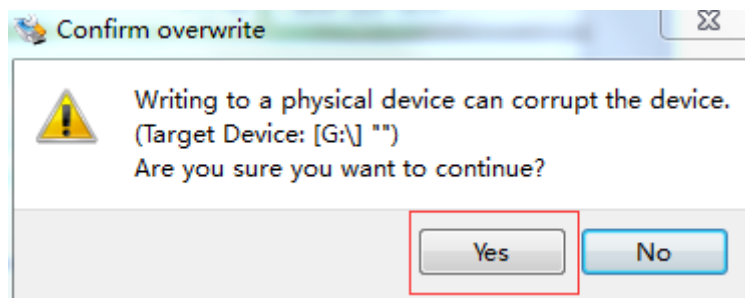 Confirm overwrite
Writing to a physical device can corrupt the device.
(Target Device: [G:\] "")
Are you sure you want to continue?
Yes
No